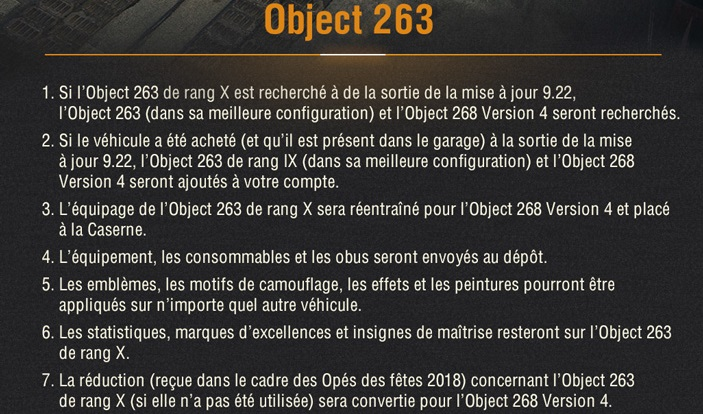 Object 263
1. Si l'Object 263 de rang X est recherché à de la sortie de la mise à jour 9.22,
l'Object 263 (dans sa meilleure configuration) et l'Object 268 Version 4 seront recherchés.
2. Si le véhicule a été acheté (et qu'il est présent dans le garage) à la sortie de la mise
à jour 9.22, l'Object 263 de rang IX (dans sa meilleure configuration) et l'Object 268
Version 4 seront ajoutés à votre compte.
3. L'équipage de l'Object 263 de rang X sera réentraîné pour l'Object 268 Version 4 et placé
à la Caserne.
4. L'équipement, les consommables et les obus seront envoyés au dépôt.
5. Les emblèmes, les motifs de camouflage, les effets et les peintures pourront être
appliqués sur n'importe quel autre véhicule.
6. Les statistiques, marques d'excellences et insignes de maîtrise resteront sur l'Object 263
de rang X.
7. La réduction (reçue dans le cadre des Opés des fêtes 2018) concernant l'Object 263
de rang X (si elle n'a pas été utilisée) sera convertie pour l'Object 268 Version 4.